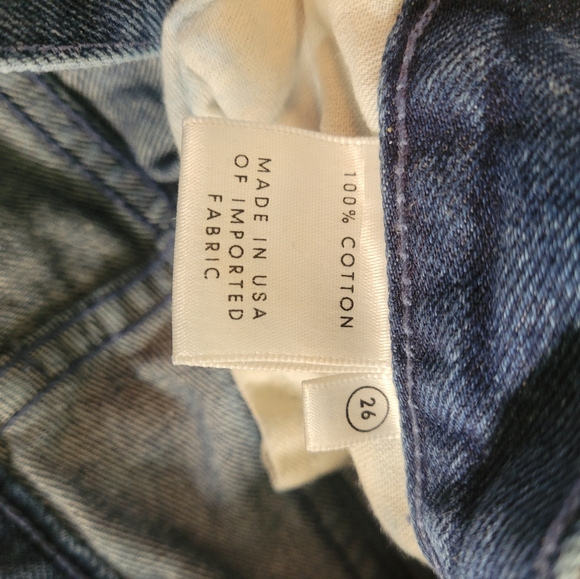 100% COTTON
MADE IN USA
OF IMPORTED
FABRIC
26